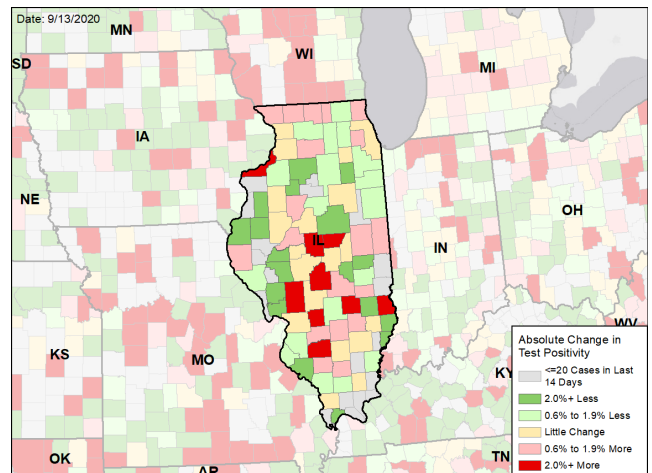 Date: 9/13/2020
MN
SD
WI
MI
IA
NE
IL
IN
OH
KS
MO
KY
WV
OK
AR
TN
Absolute Change in
Test Positivity
<=20 Cases in Last
14 Days
2.0%+ Less
0.6% to 1.9% Less
Little Change
0.6% to 1.9% More
2.0%+ More